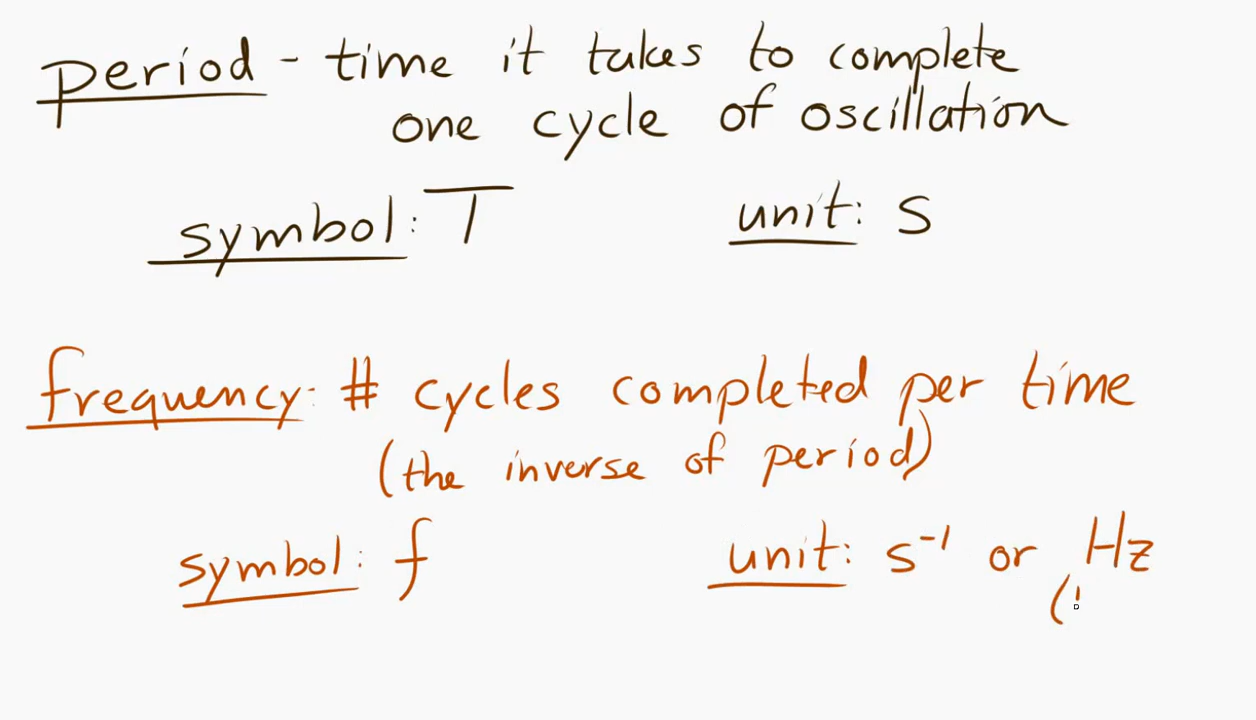 period - time it takes to complete
one cycle of oscillation
symbol: T unit: s
frequency: # cycles completed per time
(the inverse of period)
symbol: f unit: s⁻¹ or Hz
(